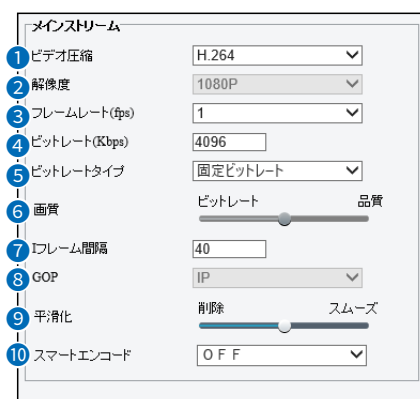 メインストリーム
1 ビデオ圧縮 H.264
2 解像度 1080P
3 フレームレート(fps) 1
4 ビットレート(Kbps) 4096
5 ビットレートタイプ 固定ビットレート
6 画質 ビットレート 品質
7 Iフレーム間隔 40
8 GOP IP
9 平滑化 削除 スムーズ
10 スマートエンコード OFF